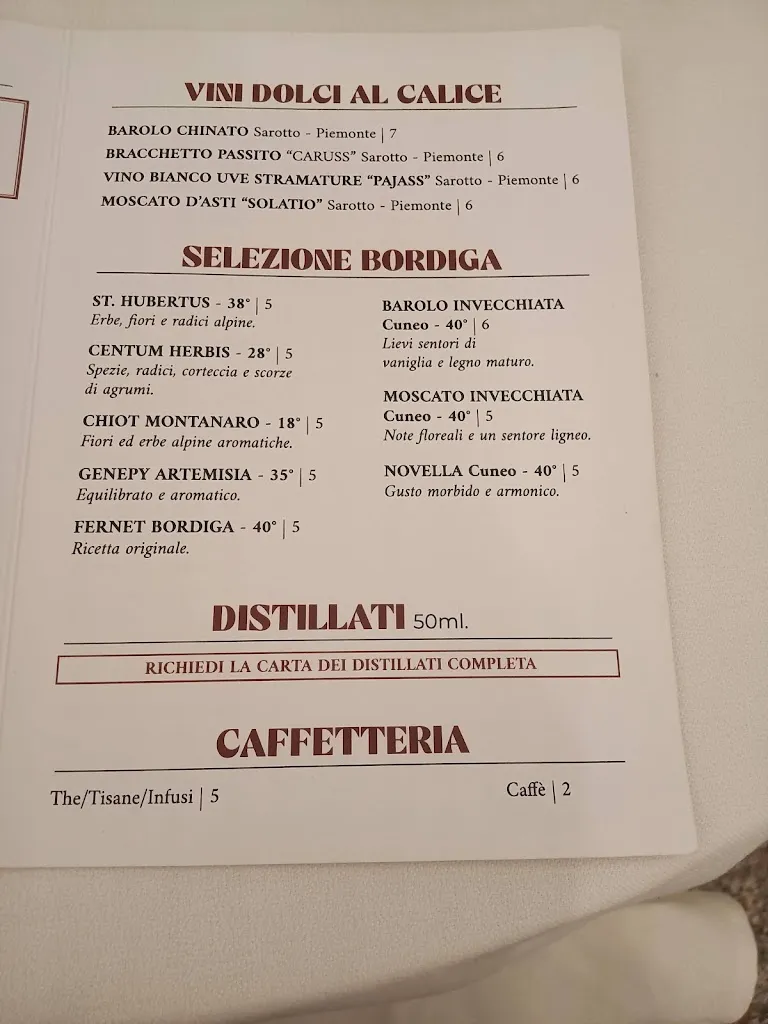 VINI DOLCI AL CALICE
BAROLO CHINATO Sarotto - Piemonte | 7
BRACCHETTO PASSITO “CARUSS” Sarotto - Piemonte | 6
VINO BIANCO UVE STRAMATURE “PAJASS” Sarotto - Piemonte | 6
MOSCATO D’ASTI “SOLATIO” Sarotto - Piemonte | 6
SELEZIONE BORDIGA
ST. HUBERTUS - 38° | 5
Erbe, fiori e radici alpine.
CENTUM HERBIS - 28° | 5
Spezie, radici, corteccia e scorze
di agrumi.
CHIOT MONTANARO - 18° | 5
Fiori ed erbe alpine aromatiche.
GENEPY ARTEMISIA - 35° | 5
Equilibrato e aromatico.
FERNET BORDIGA - 40° | 5
Ricetta originale.
BAROLO INVECCHIATA
Cuneo - 40° | 6
Lievi sentori di
vaniglia e legno maturo.
MOSCATO INVECCHIATA
Cuneo - 40° | 5
Note floreali e un sentore ligneo.
NOVELLA Cuneo - 40° | 5
Gusto morbido e armonico.
DISTILLATI 50ml.
RICHIEDI LA CARTA DEI DISTILLATI COMPLETA
CAFFETTERIA
The/Tisane/Infusi | 5
Caffè | 2